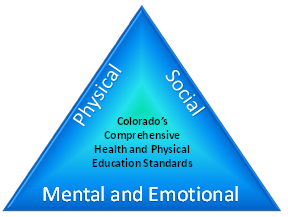 Physical
Social
Colorado's
Comprehensive
Health and Physical
Education Standards
Mental and Emotional